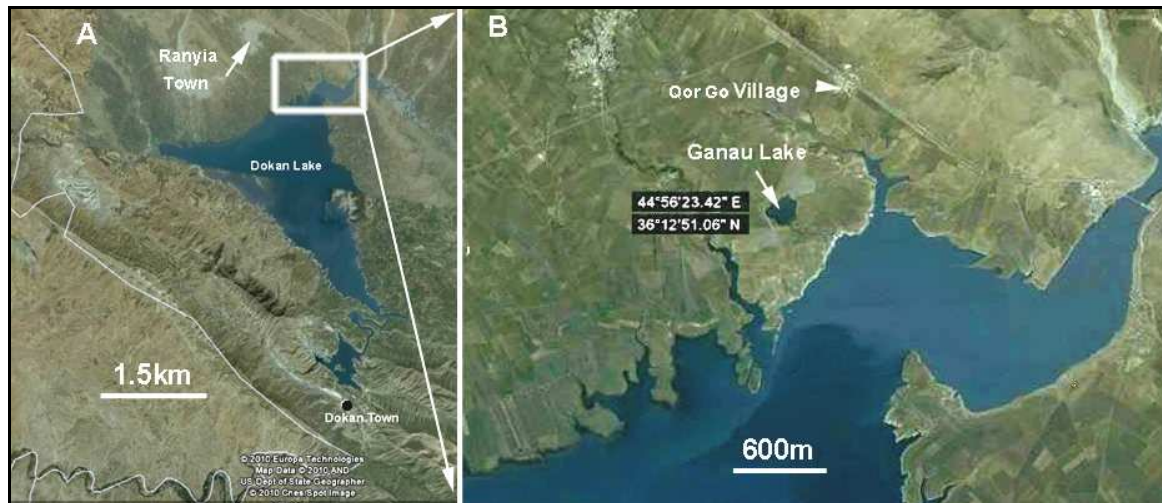 A
Ranyia
Town
Dokan Lake
1.5km
Dokan Town
© 2010 Europa Technologies
Map Data © 2010 AND
US Dept of State Geographer
© 2010 Cnes/Spot Image
B
Qor Go Village
Ganau Lake
44°56'23.42" E
36°12'51.06" N
600m